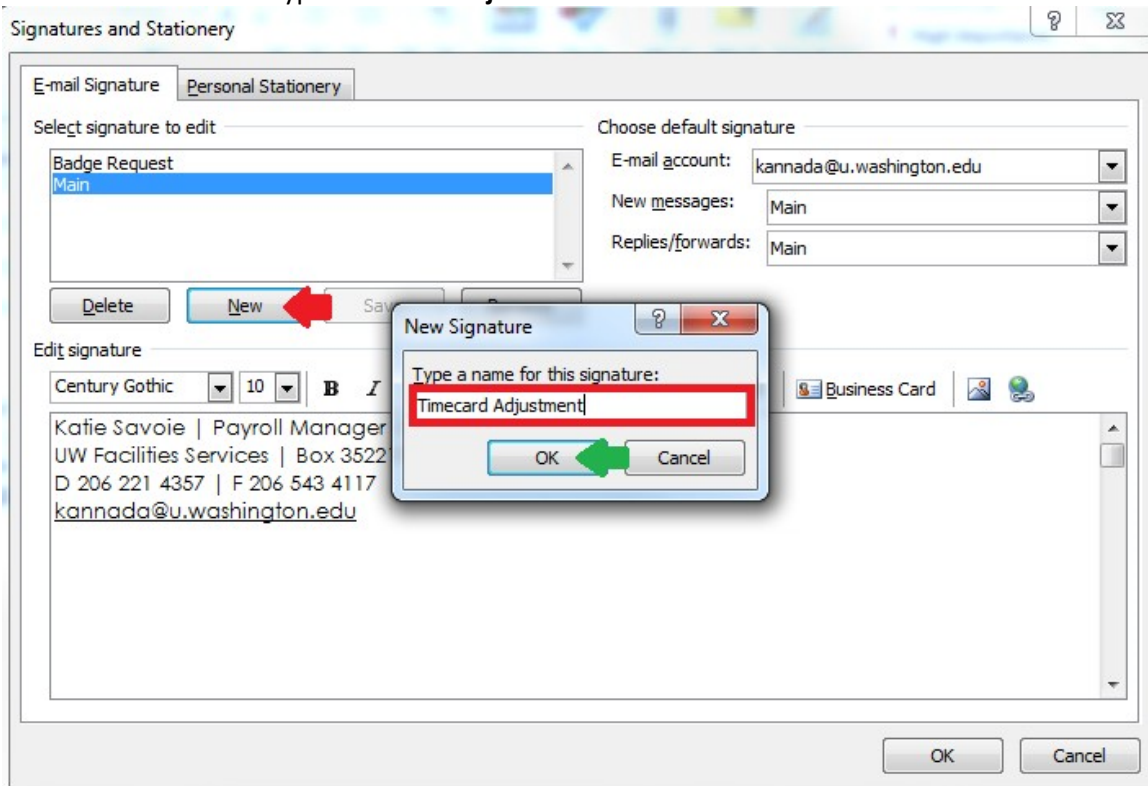 Signatures and Stationery
E-mail Signature Personal Stationery
Select signature to edit
Badge Request
Main
Choose default signature
E-mail account: kannada@u.washington.edu
New messages: Main
Replies/forwards: Main
Delete New
New Signature
Type a name for this signature:
Timecard Adjustment
OK Cancel
Edit signature
Century Gothic 10 B I Business Card
Katie Savoie | Payroll Manager
UW Facilities Services | Box
D 206 221 4357 | F 206 543 4117
kannada@u.washington.edu
OK Cancel